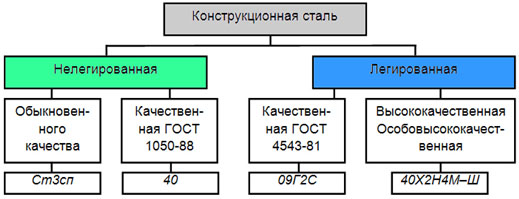 Конструкционная сталь
Нелегированная
Легированная
Обыкновен-
ного
качества
Качествен-
ная ГОСТ
1050-88
Качествен-
ная ГОСТ
4543-81
Высококачественная
Особовысококачест-
венная
Ст3сп
40
09Г2С
40Х2Н4М–Ш